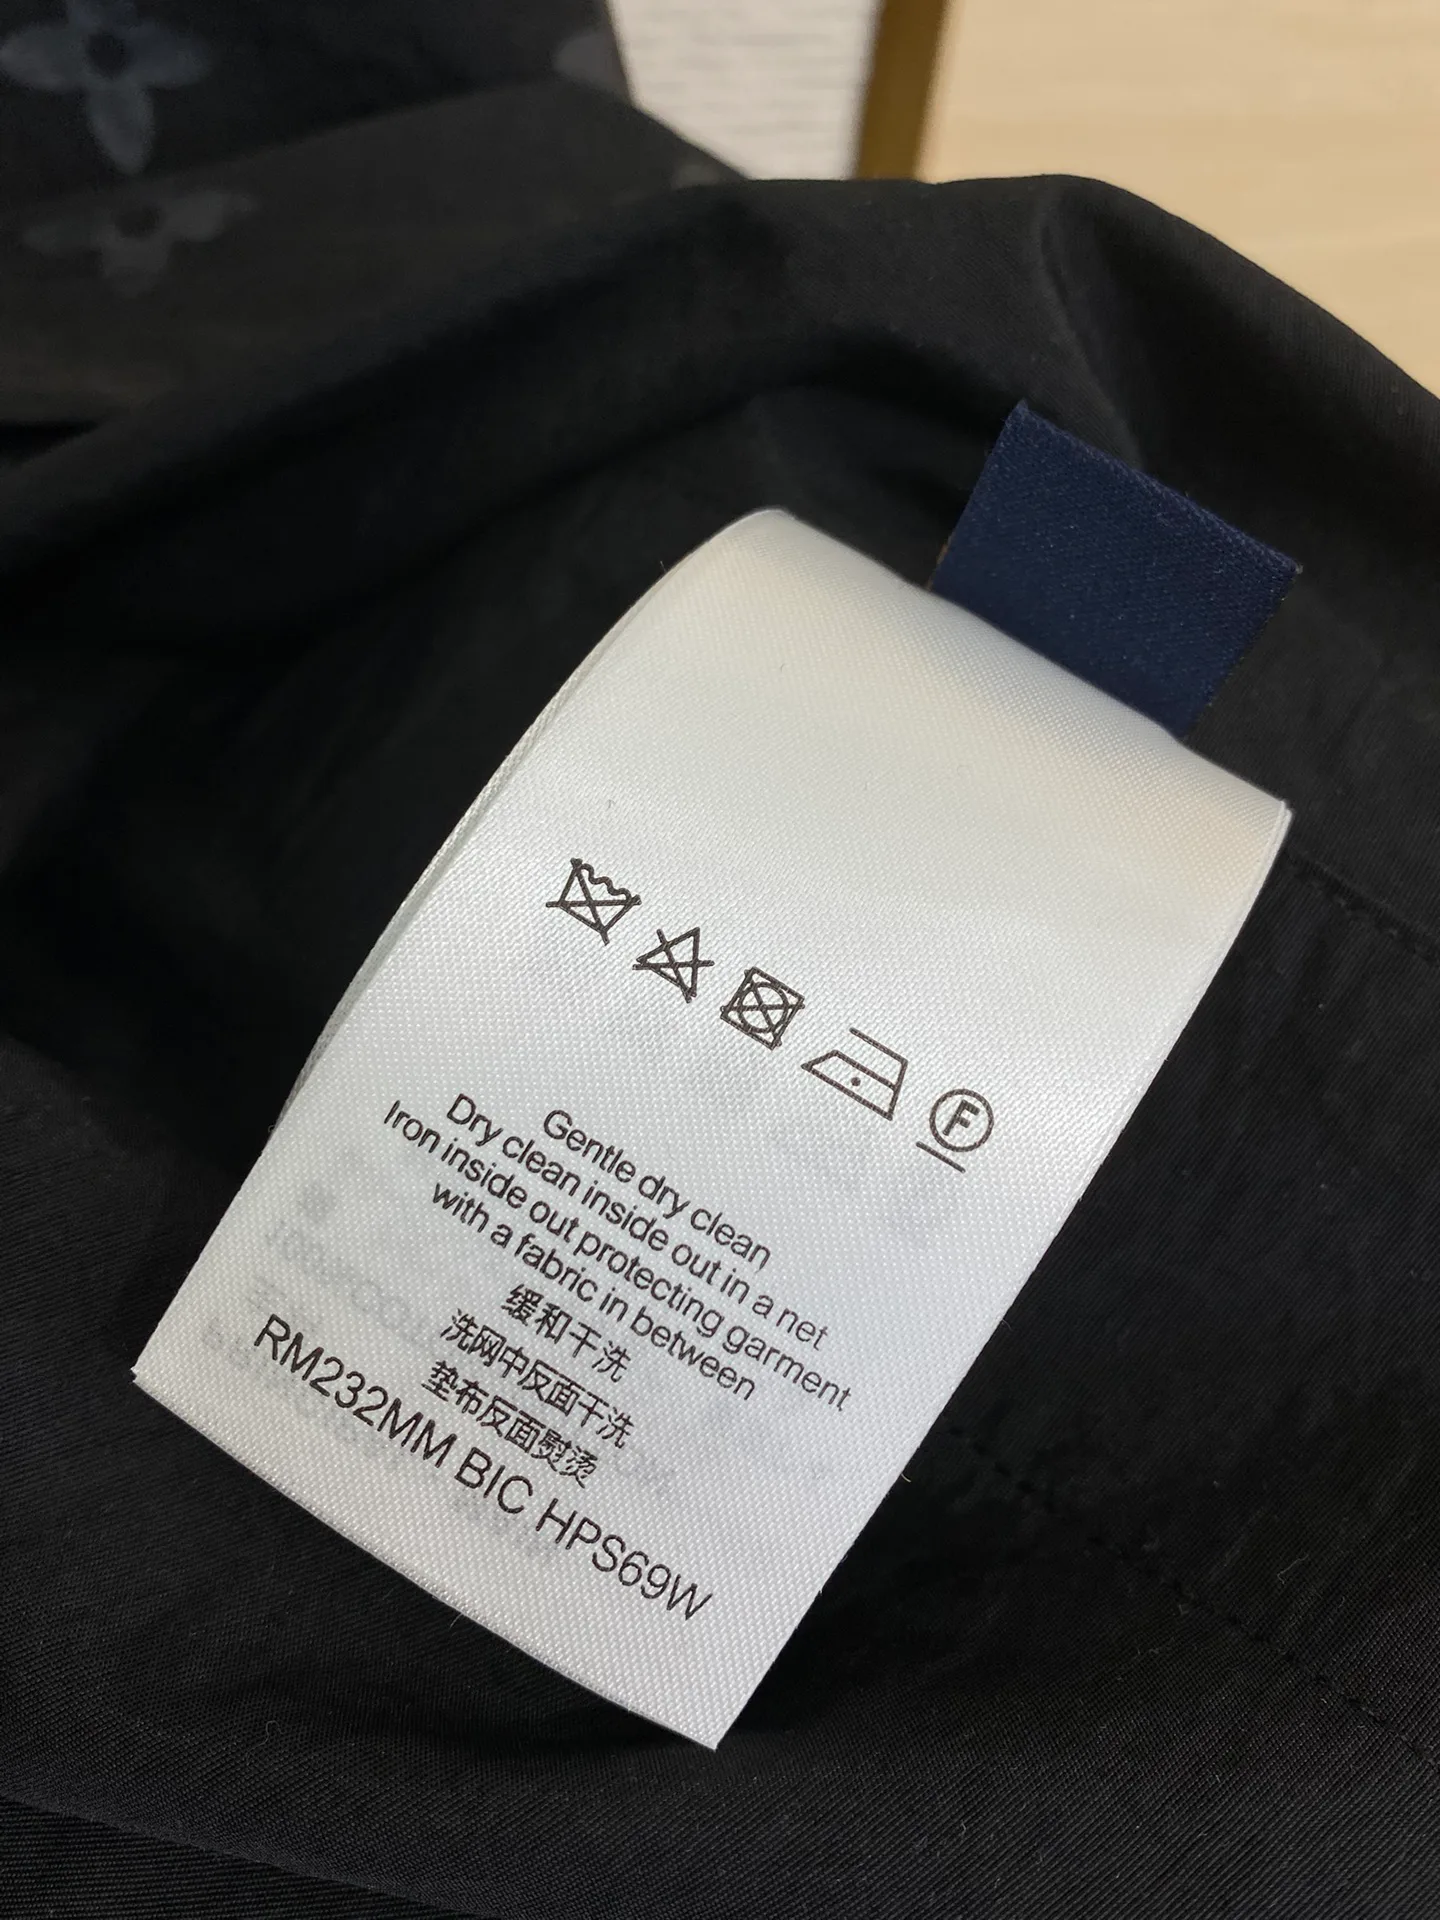 F
Gentle dry clean
Dry clean inside out in a net
Iron inside out protecting garment
with a fabric in between
缓和干洗
洗网中反面干洗
垫布反面熨烫
RM232MM BIC HPS69W